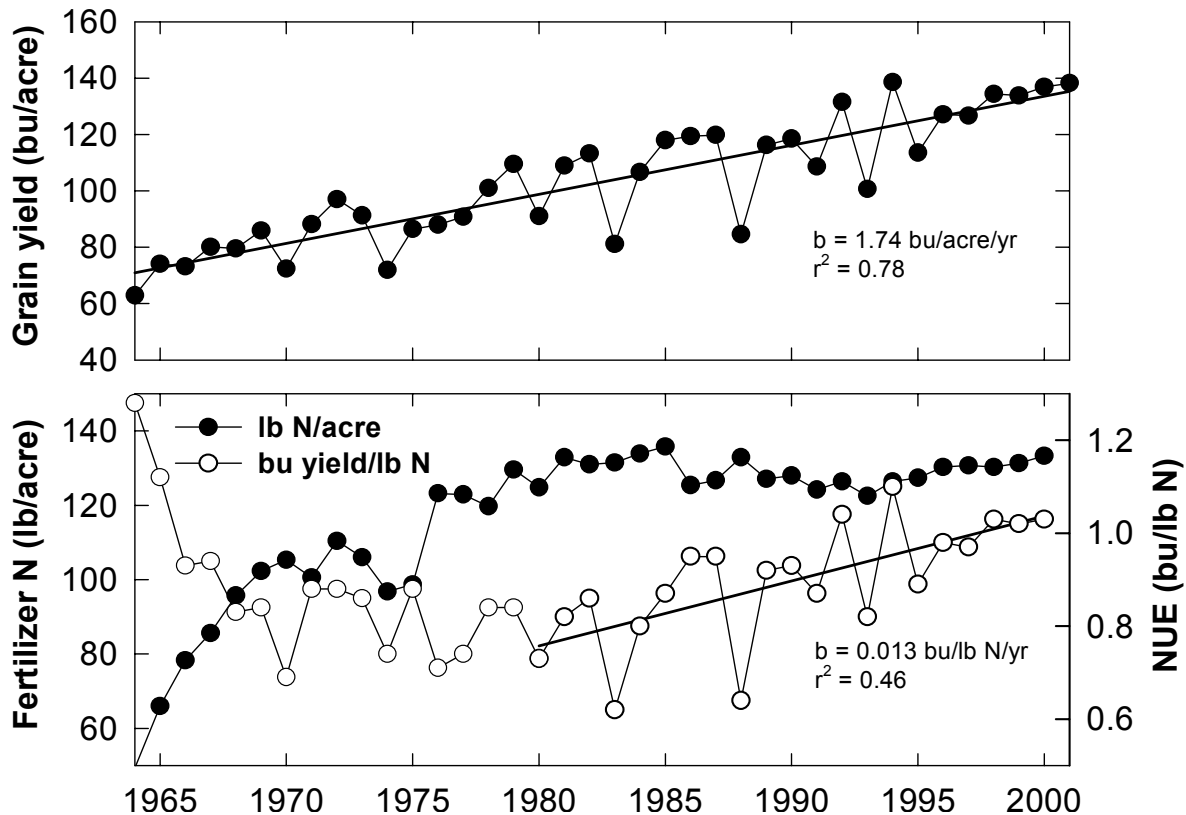 Grain yield (bu/acre)
160
140
120
100
80
60
40
b = 1.74 bu/acre/yr
r² = 0.78
Fertilizer N (lb/acre)
140
120
100
80
60
lb N/acre
bu yield/lb N
b = 0.013 bu/lb N/yr
r² = 0.46
1.2
1.0
0.8
0.6
NUE (bu/lb N)
1965 1970 1975 1980 1985 1990 1995 2000